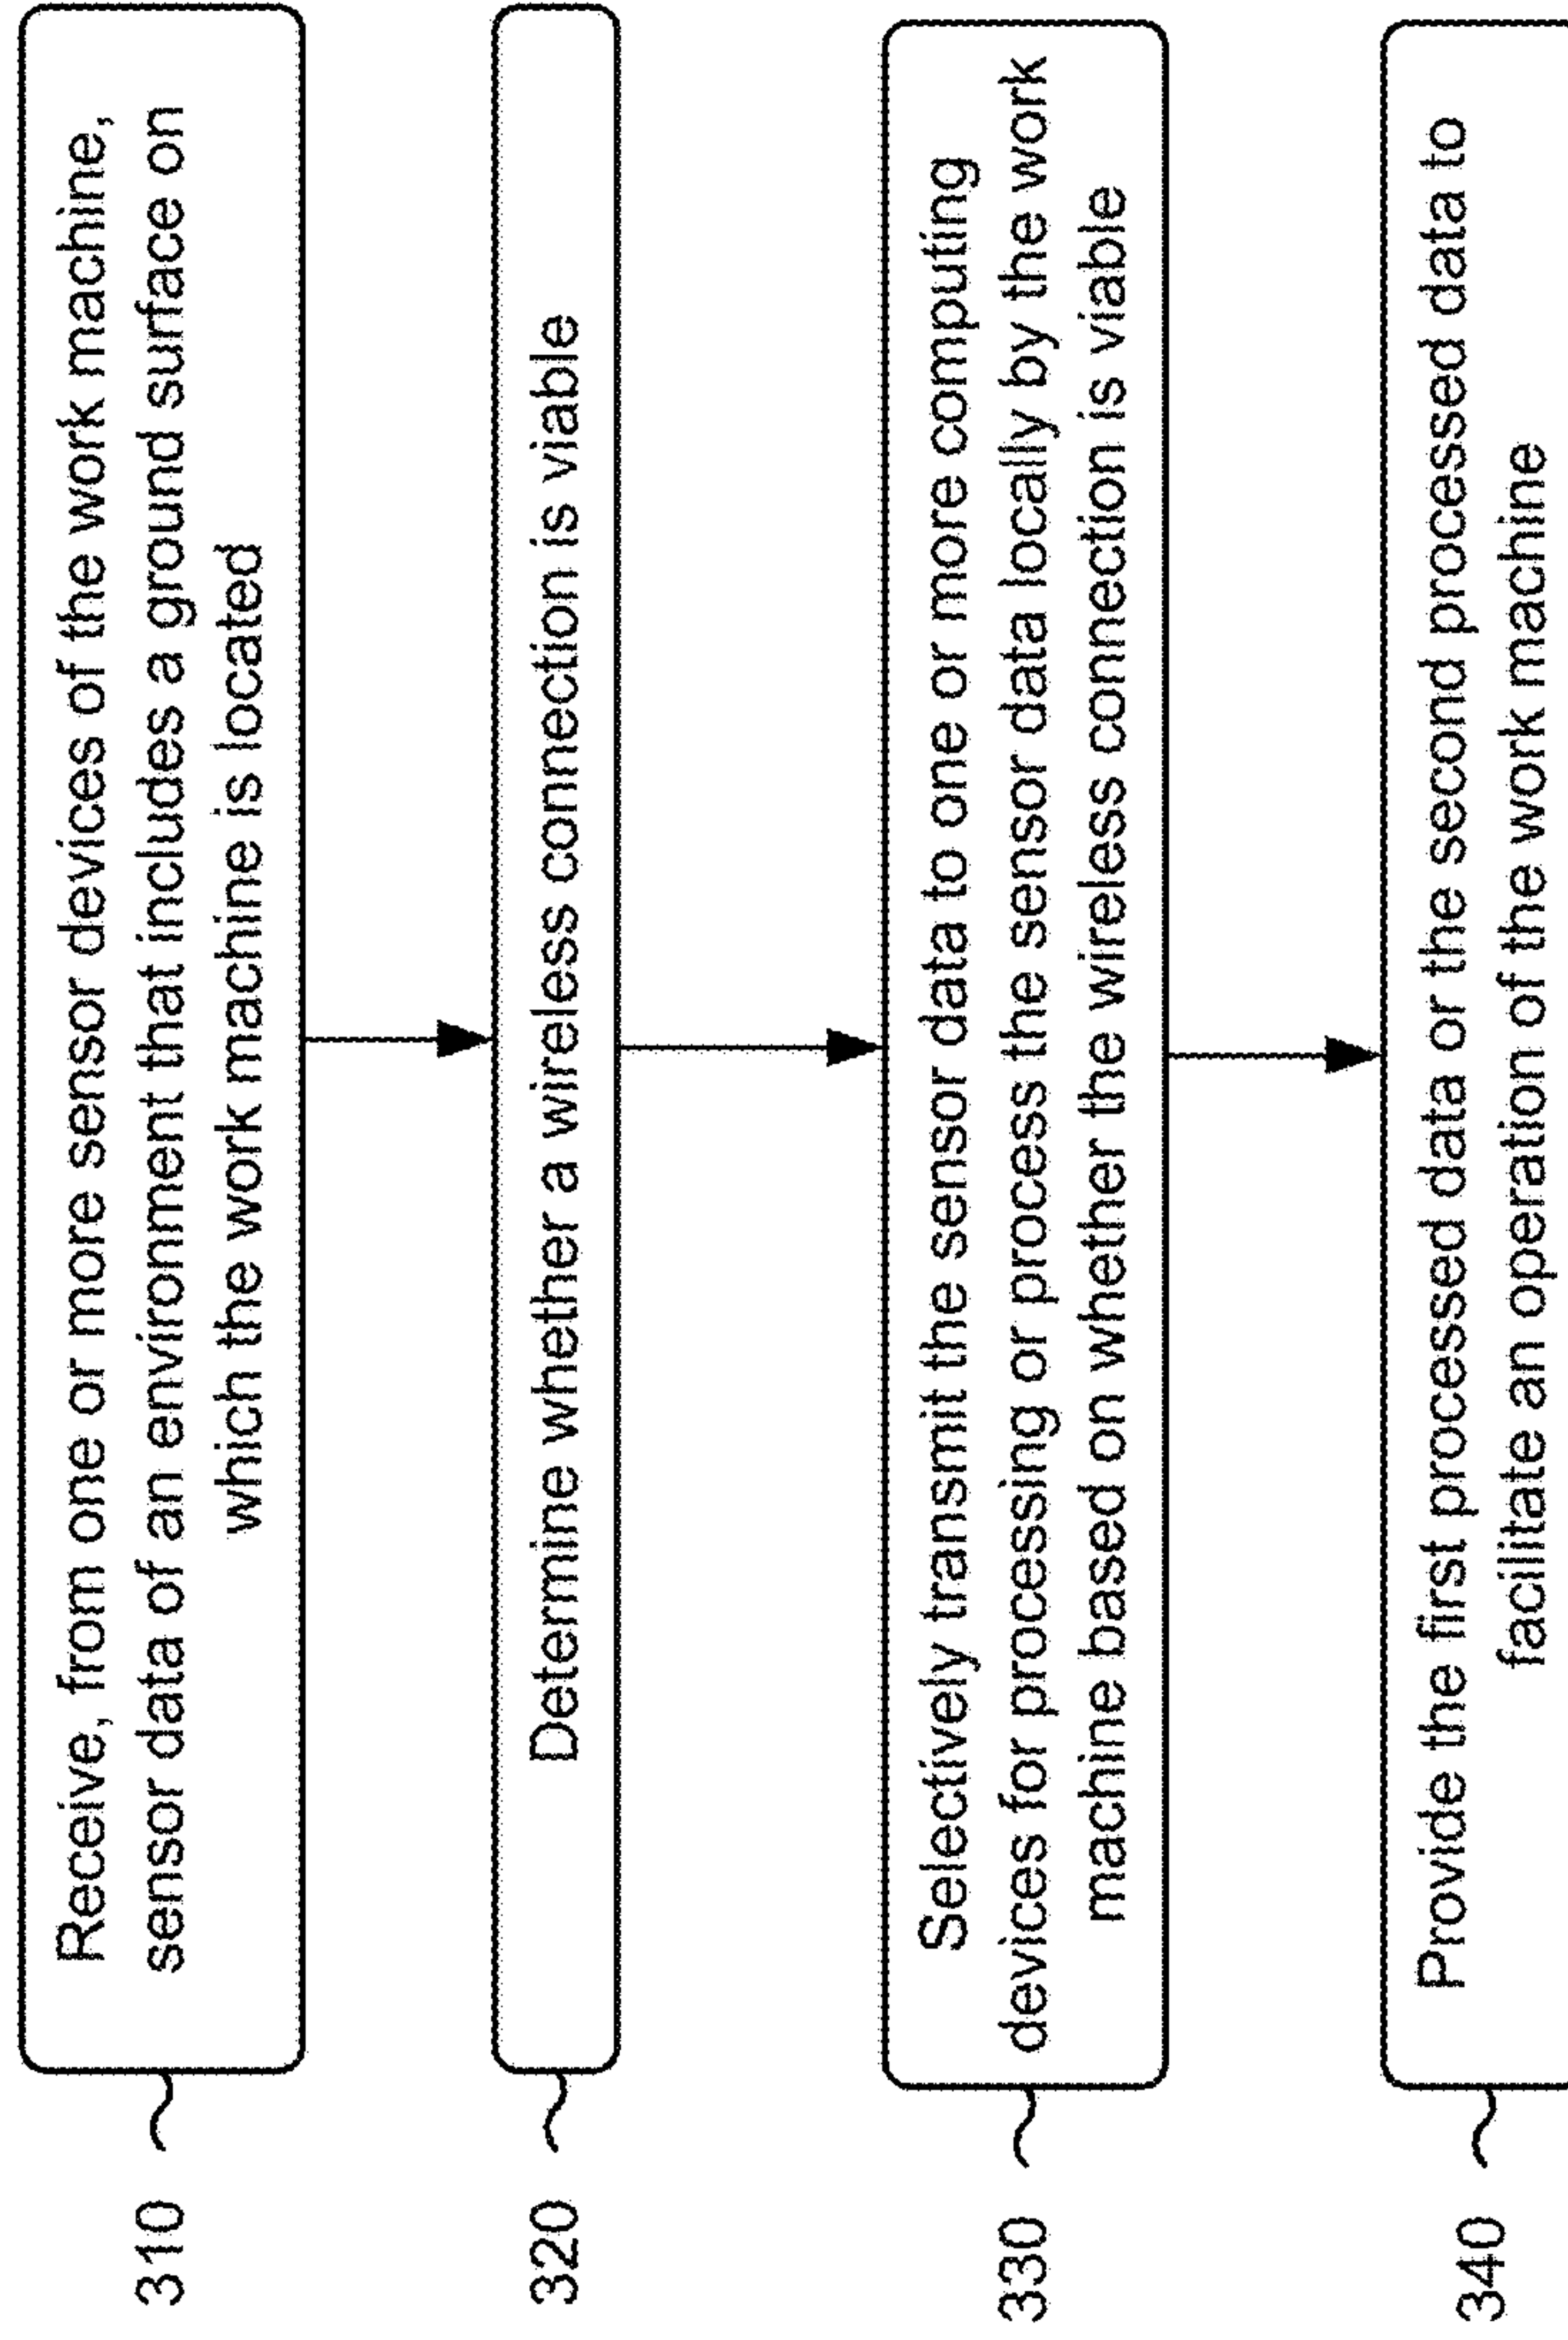 310
Receive, from one or more sensor devices of the work machine,
sensor data of an environment that includes a ground surface on
which the work machine is located
320
Determine whether a wireless connection is viable
330
Selectively transmit the sensor data to one or more computing
devices for processing or process the sensor data locally by the work
machine based on whether the wireless connection is viable
340
Provide the first processed data or the second processed data to
facilitate an operation of the work machine